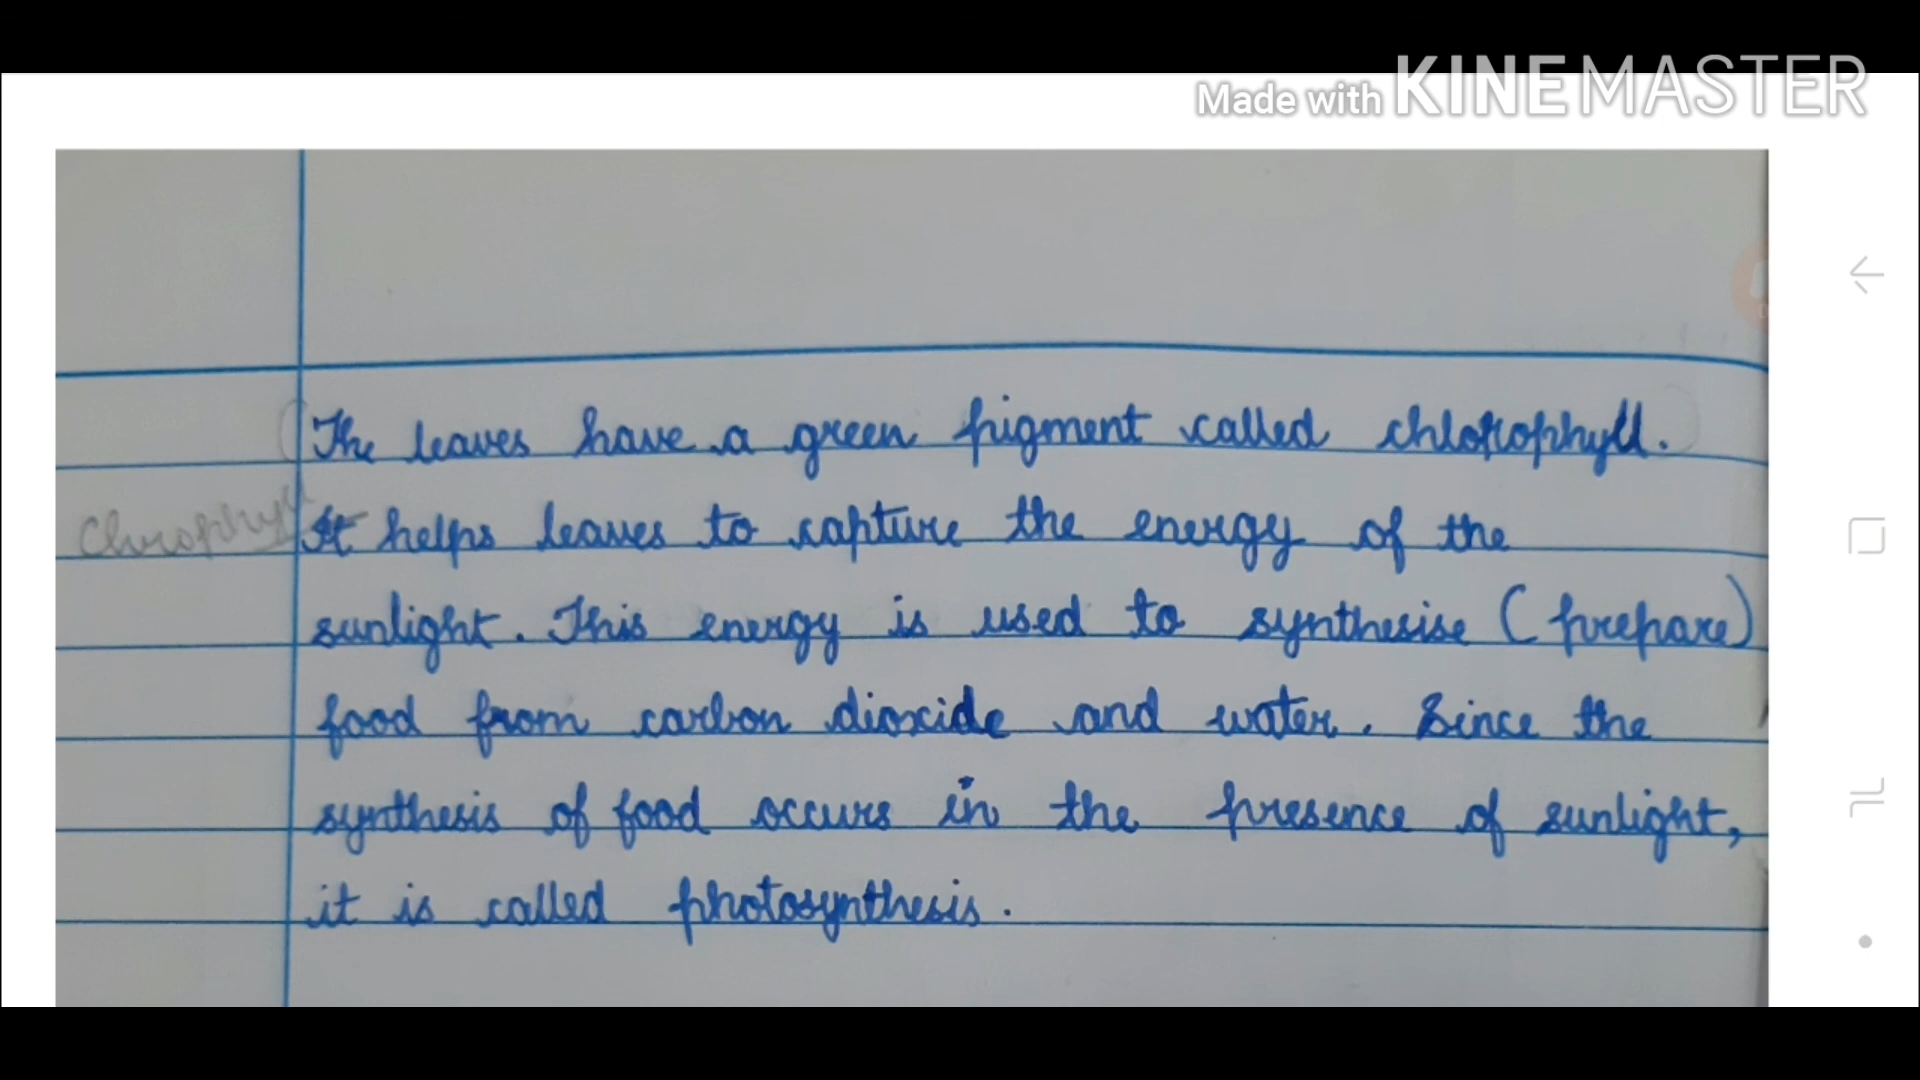 Made with KINEMASTER
The leaves have a green pigment called chlorophyll.
It helps leaves to capture the energy of the
sunlight. This energy is used to synthesise (prepare)
food from carbon dioxide and water. Since the
synthesis of food occurs in the presence of sunlight,
it is called photosynthesis.